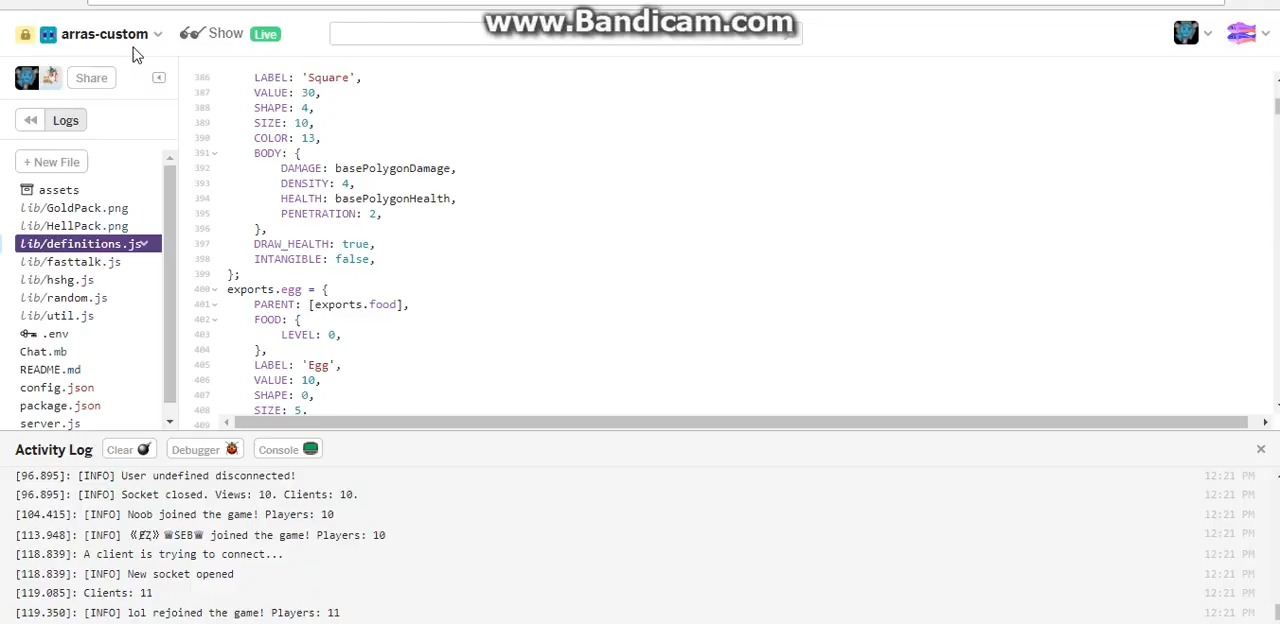 www.Bandicam.com
arras-custom
Show Live
Share
Logs
+ New File
assets
lib/GoldPack.png
lib/HellPack.png
lib/definitions.js
lib/fasttalk.js
lib/hshg.js
lib/random.js
lib/util.js
.env
Chat.mb
README.md
config.json
package.json
server.js
386 LABEL: 'Square',
387 VALUE: 30,
388 SHAPE: 4,
389 SIZE: 10,
390 COLOR: 13,
391 BODY: {
392 DAMAGE: basePolygonDamage,
393 DENSITY: 4,
394 HEALTH: basePolygonHealth,
395 PENETRATION: 2,
396 },
397 DRAW_HEALTH: true,
398 INTANGIBLE: false,
399 };
400 exports.egg = {
401 PARENT: [exports.food],
402 FOOD: {
403 LEVEL: 0,
404 },
405 LABEL: 'Egg',
406 VALUE: 10,
407 SHAPE: 0,
408 SIZE: 5.
409
Activity Log Clear Debugger Console
[96.895]: [INFO] User undefined disconnected! 12:21 PM
[96.895]: [INFO] Socket closed. Views: 10. Clients: 10. 12:21 PM
[104.415]: [INFO] Noob joined the game! Players: 10 12:21 PM
[113.948]: [INFO] 《ȺȤ》♕SEB♕ joined the game! Players: 10 12:21 PM
[118.839]: A client is trying to connect... 12:21 PM
[118.839]: [INFO] New socket opened 12:21 PM
[119.085]: Clients: 11 12:21 PM
[119.350]: [INFO] lol rejoined the game! Players: 11 12:21 PM